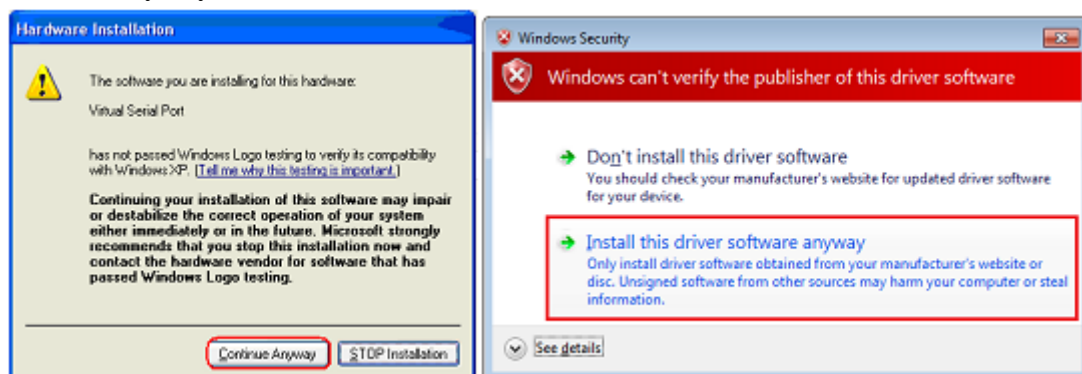 Hardware Installation
The software you are installing for this hardware:
Virtual Serial Port
has not passed Windows Logo testing to verify its compatibility
with Windows XP. (Tell me why this testing is important.)
Continuing your installation of this software may impair
or destabilize the correct operation of your system
either immediately or in the future. Microsoft strongly
recommends that you stop this installation now and
contact the hardware vendor for software that has
passed Windows Logo testing.
Continue Anyway
STOP Installation
Windows Security
Windows can't verify the publisher of this driver software
Don't install this driver software
You should check your manufacturer's website for updated driver software
for your device.
Install this driver software anyway
Only install driver software obtained from your manufacturer's website or
disc. Unsigned software from other sources may harm your computer or steal
information.
See details